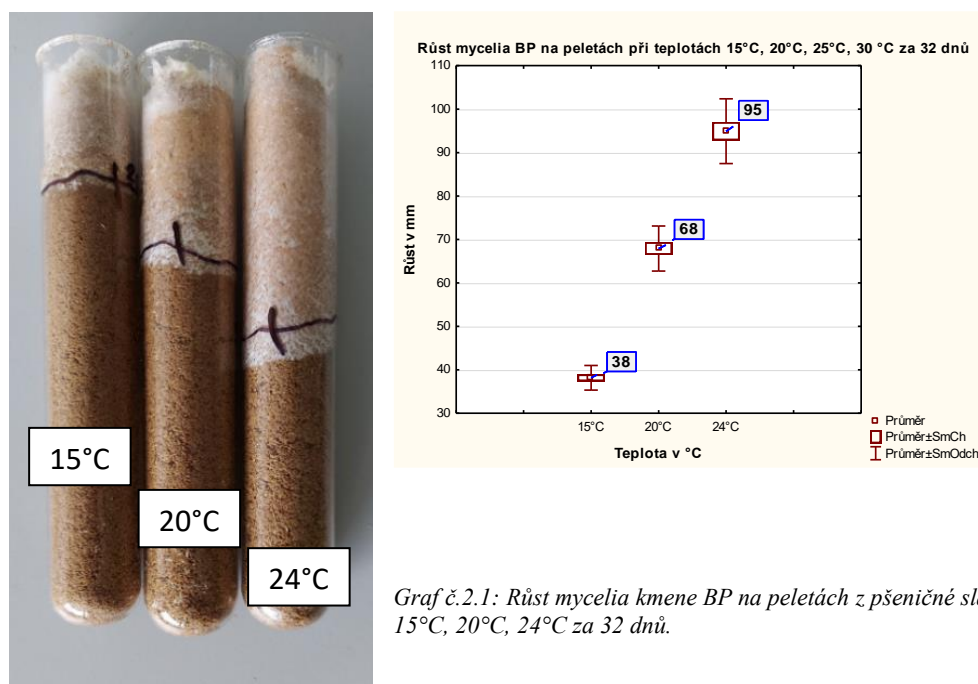 15°C
20°C
24°C
Růst mycelia BP na peletách při teplotách 15°C, 20°C, 25°C, 30 °C za 32 dnů
Růst v mm
110
100
90
80
70
60
50
40
30
95
68
38
15°C
20°C
24°C
Teplota v °C
Průměr
Průměr±SmCh
Průměr±SmOdch
Graf č.2.1: Růst mycelia kmene BP na peletách z pšeničné
15°C, 20°C, 24°C za 32 dnů.